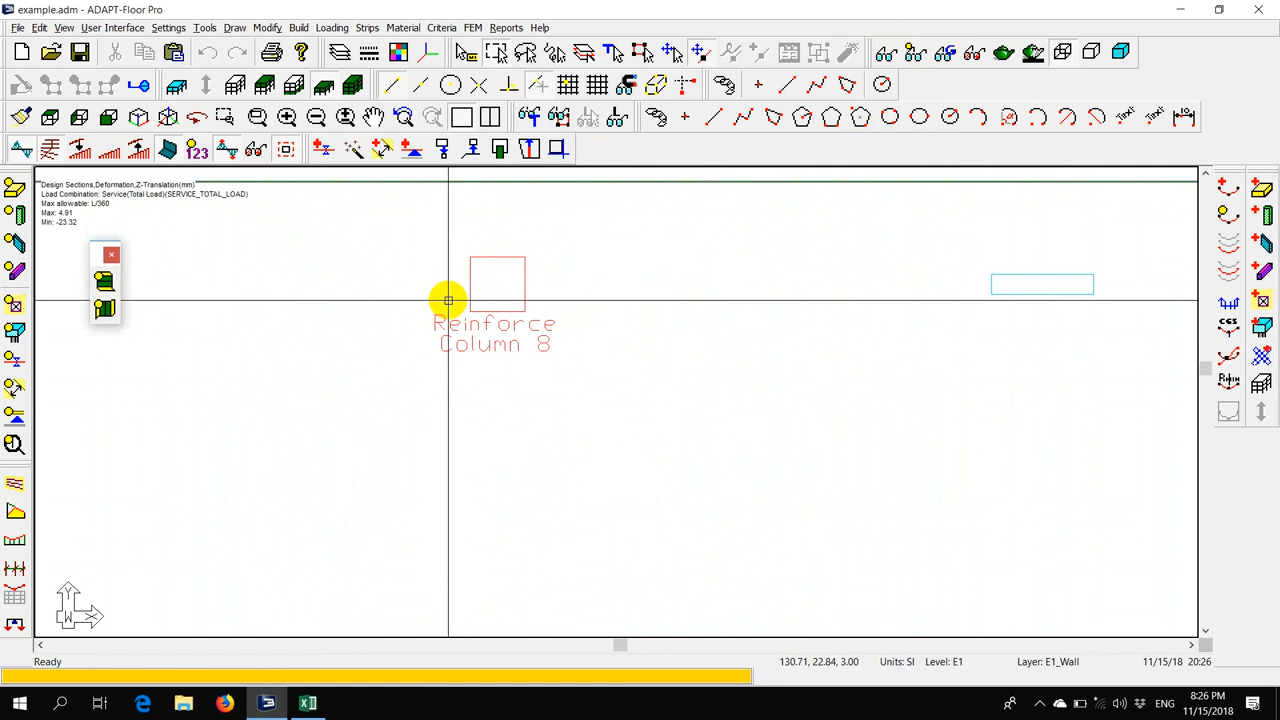 example.adm - ADAPT-Floor Pro
File Edit View User Interface Settings Tools Draw Modify Build Loading Strips Material Criteria FEM Reports Help
123
Design Sections,Deformation,Z-Translation(mm)
Load Combination: Service(Total Load)(SERVICE_TOTAL_LOAD)
Max allowable: L/360
Max: 4.91
Min: -23.32
Reinforce
Column 8
CGS
Y
W X
Ready 130.71, 22.84, 3.00 Units: SI Level: E1 Layer: E1_Wall 11/15/18 20:26
ENG
8:26 PM
11/15/2018